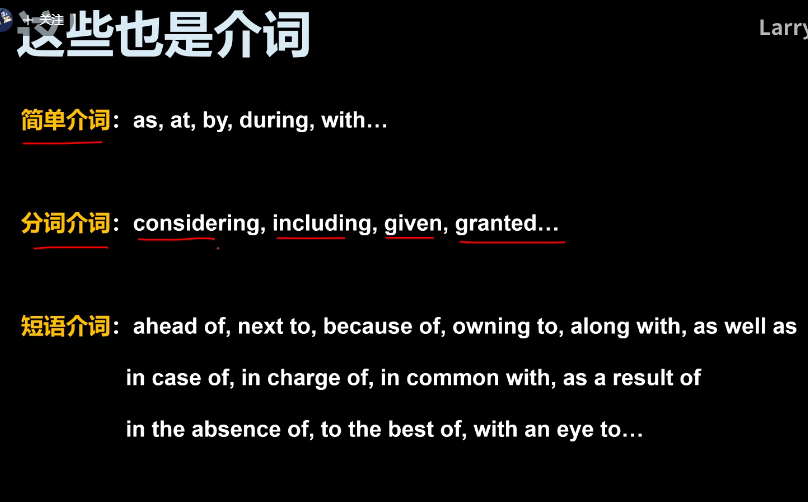 + 关注
这些也是介词
Larry
简单介词：as, at, by, during, with…
分词介词：considering, including, given, granted…
短语介词：ahead of, next to, because of, owning to, along with, as well as
in case of, in charge of, in common with, as a result of
in the absence of, to the best of, with an eye to…